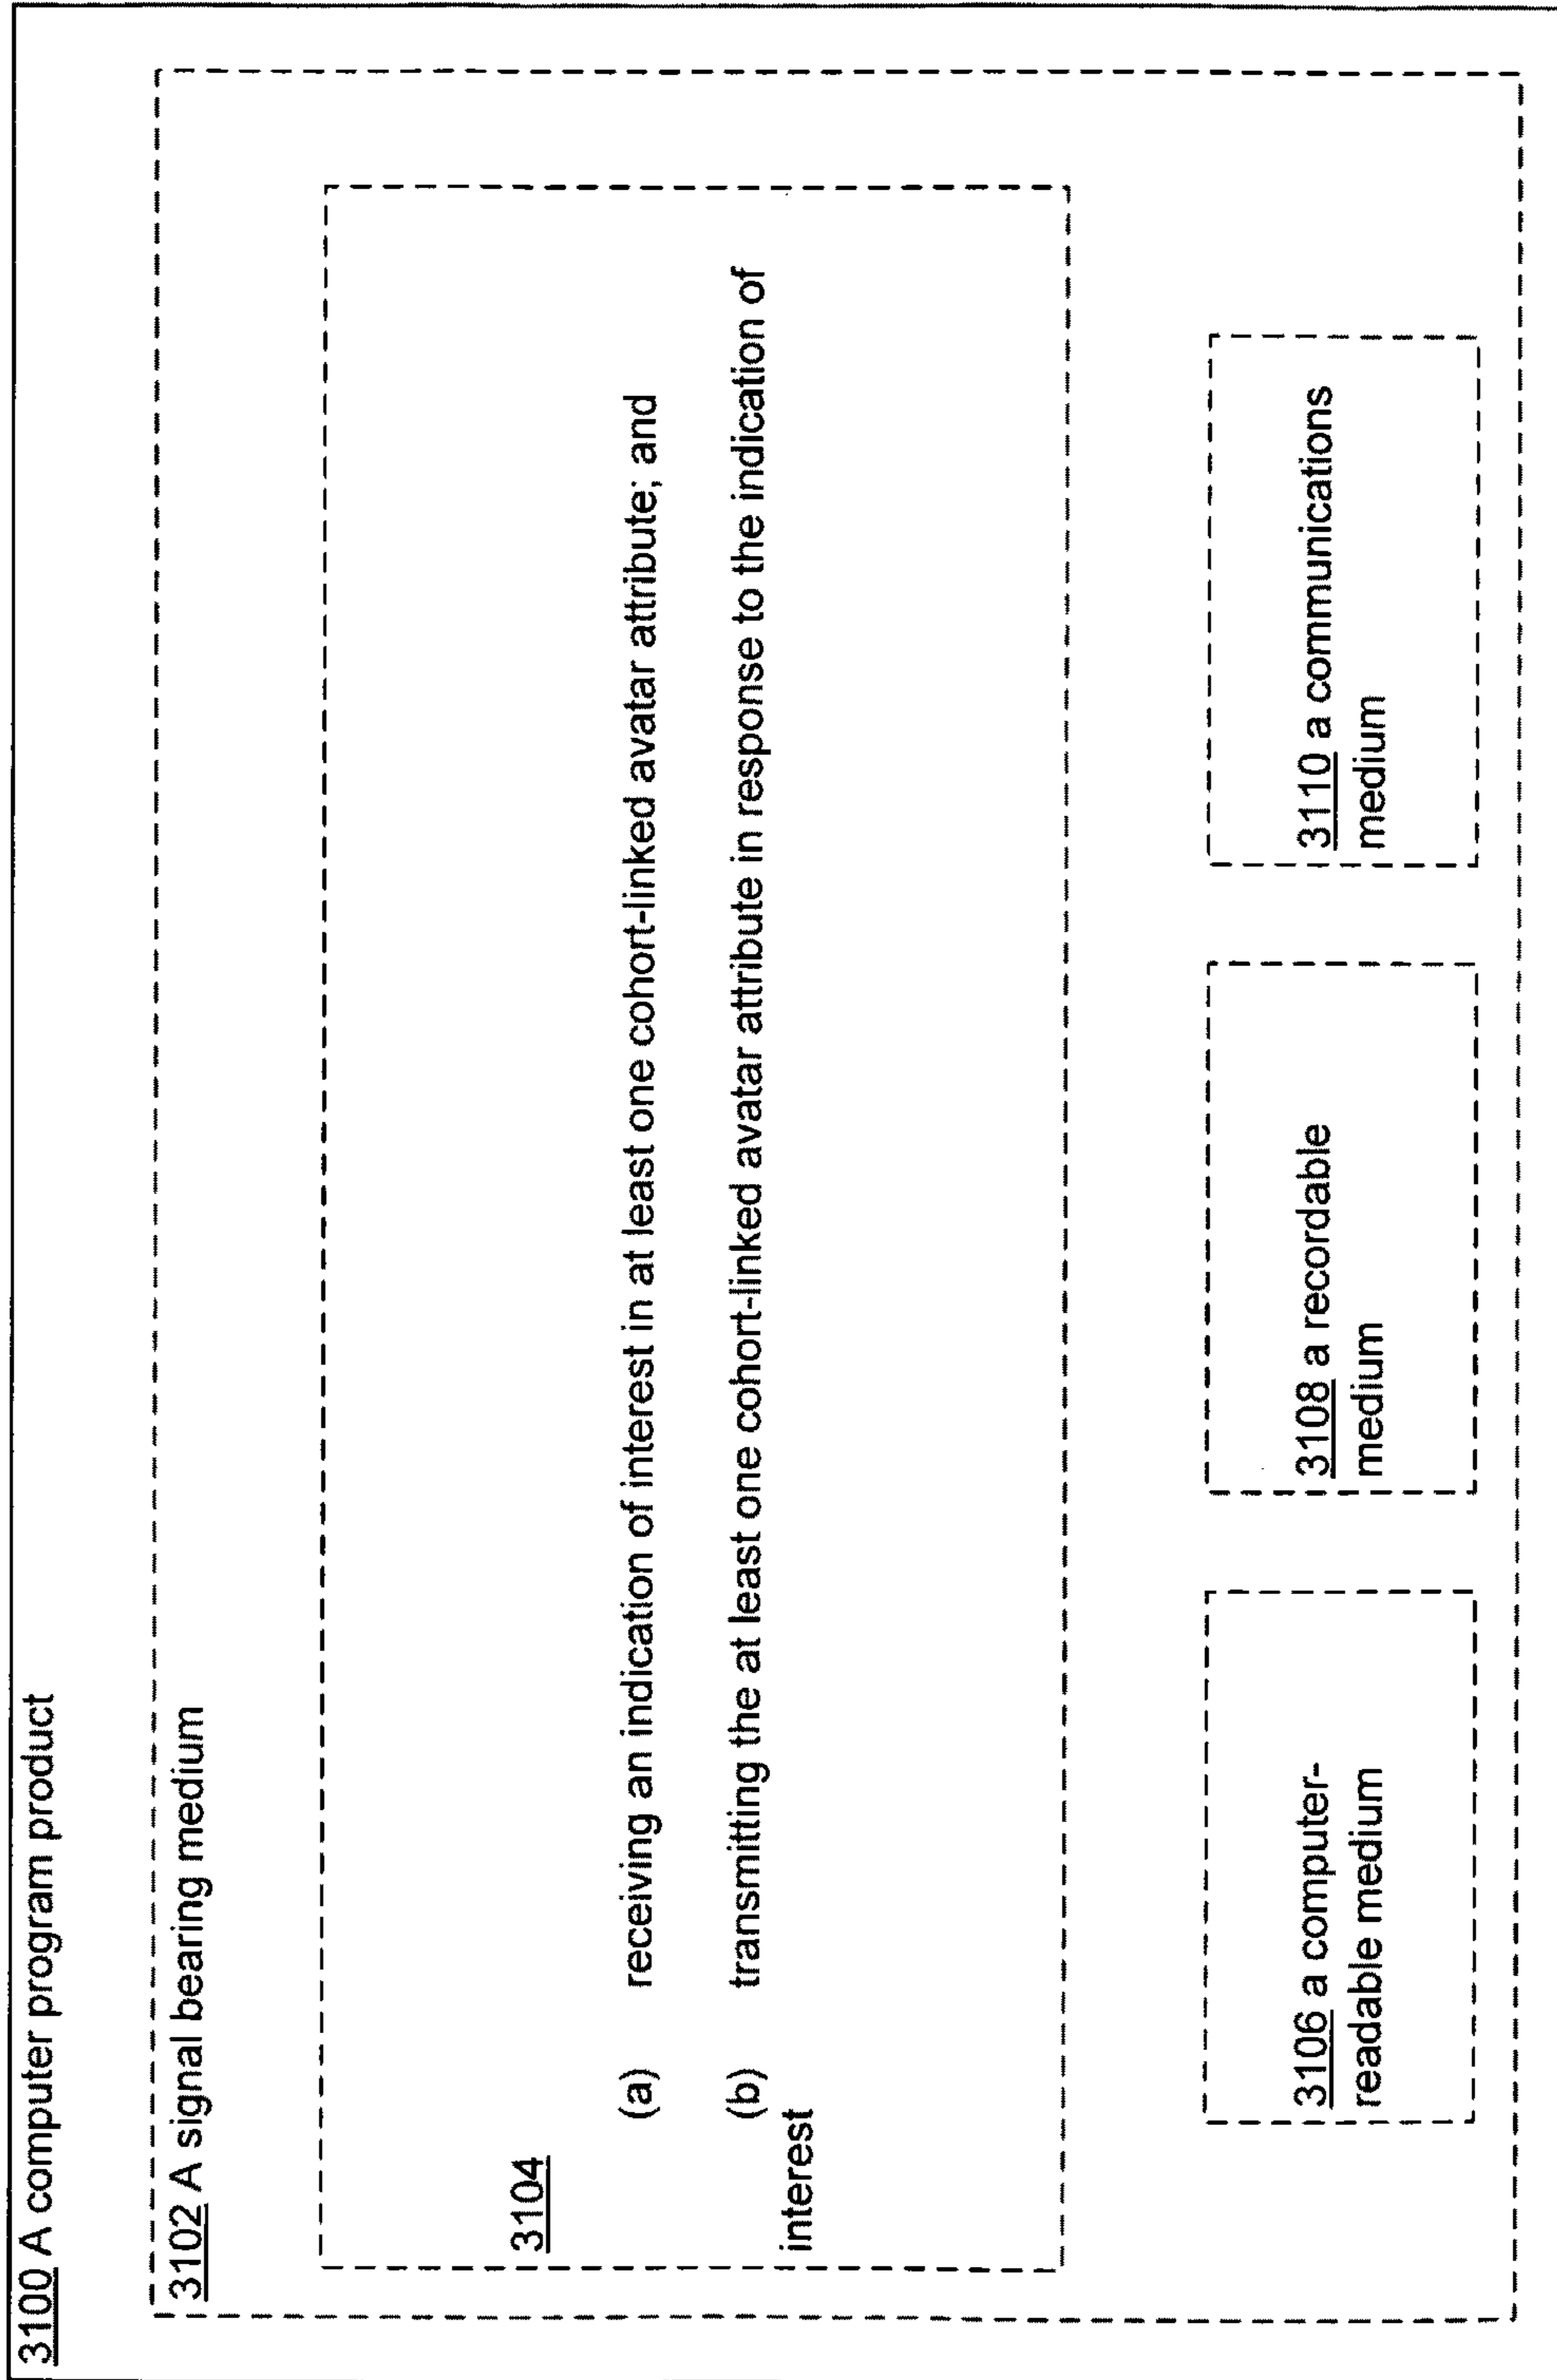 3100 A computer program product
3102 A signal bearing medium
3104
(a) receiving an indication of interest in at least one cohort-linked avatar attribute; and
(b) transmitting the at least one cohort-linked avatar attribute in response to the indication of
interest
3106 a computer-
readable medium
3108 a recordable
medium
3110 a communications
medium